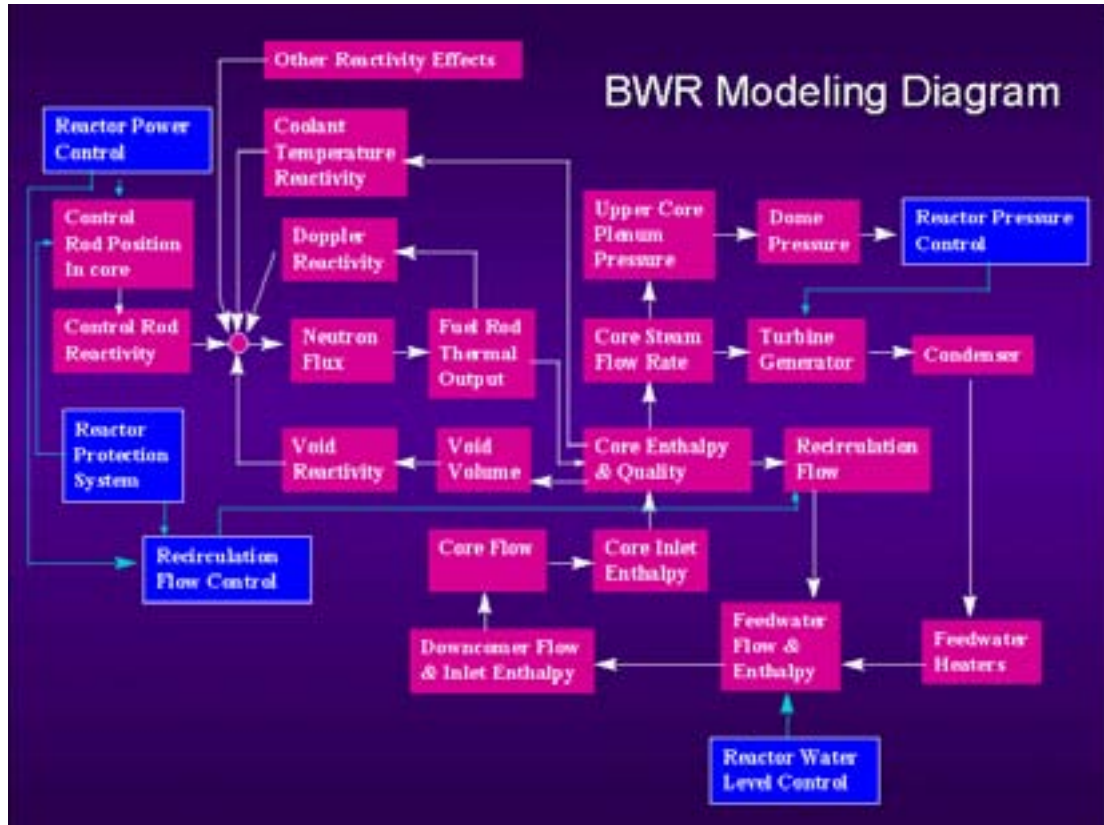 Other Reactivity Effects
BWR Modeling Diagram
Reactor Power
Control
Coolant
Temperature
Reactivity
Control
Rod Position
In core
Doppler
Reactivity
Upper Core
Plenum
Pressure
Dome
Pressure
Reactor Pressure
Control
Control Rod
Reactivity
Neutron
Flux
Fuel Rod
Thermal
Output
Core Steam
Flow Rate
Turbine
Generator
Condenser
Reactor
Protection
System
Void
Reactivity
Void
Volume
Core Enthalpy
& Quality
Recirculation
Flow
Recirculation
Flow Control
Core Flow
Core Inlet
Enthalpy
Downcomer Flow
& Inlet Enthalpy
Feedwater
Flow &
Enthalpy
Feedwater
Heaters
Reactor Water
Level Control